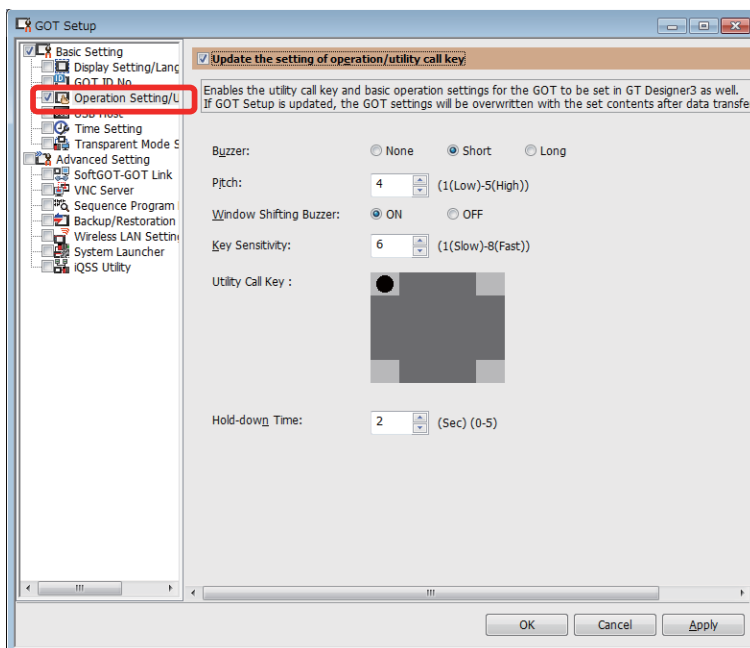 GOT Setup
Basic Setting
Display Setting/Lang
GOT ID No.
Operation Setting/U
USB Host
Time Setting
Transparent Mode S
Advanced Setting
SoftGOT-GOT Link
VNC Server
Sequence Program
Backup/Restoration
Wireless LAN Setting
System Launcher
iQSS Utility
Update the setting of operation/utility call key
Enables the utility call key and basic operation settings for the GOT to be set in GT Designer3 as well.
If GOT Setup is updated, the GOT settings will be overwritten with the set contents after data transfe
Buzzer: None Short Long
Pitch: 4 (1(Low)-5(High))
Window Shifting Buzzer: ON OFF
Key Sensitivity: 6 (1(Slow)-8(Fast))
Utility Call Key :
Hold-down Time: 2 (Sec) (0-5)
OK Cancel Apply